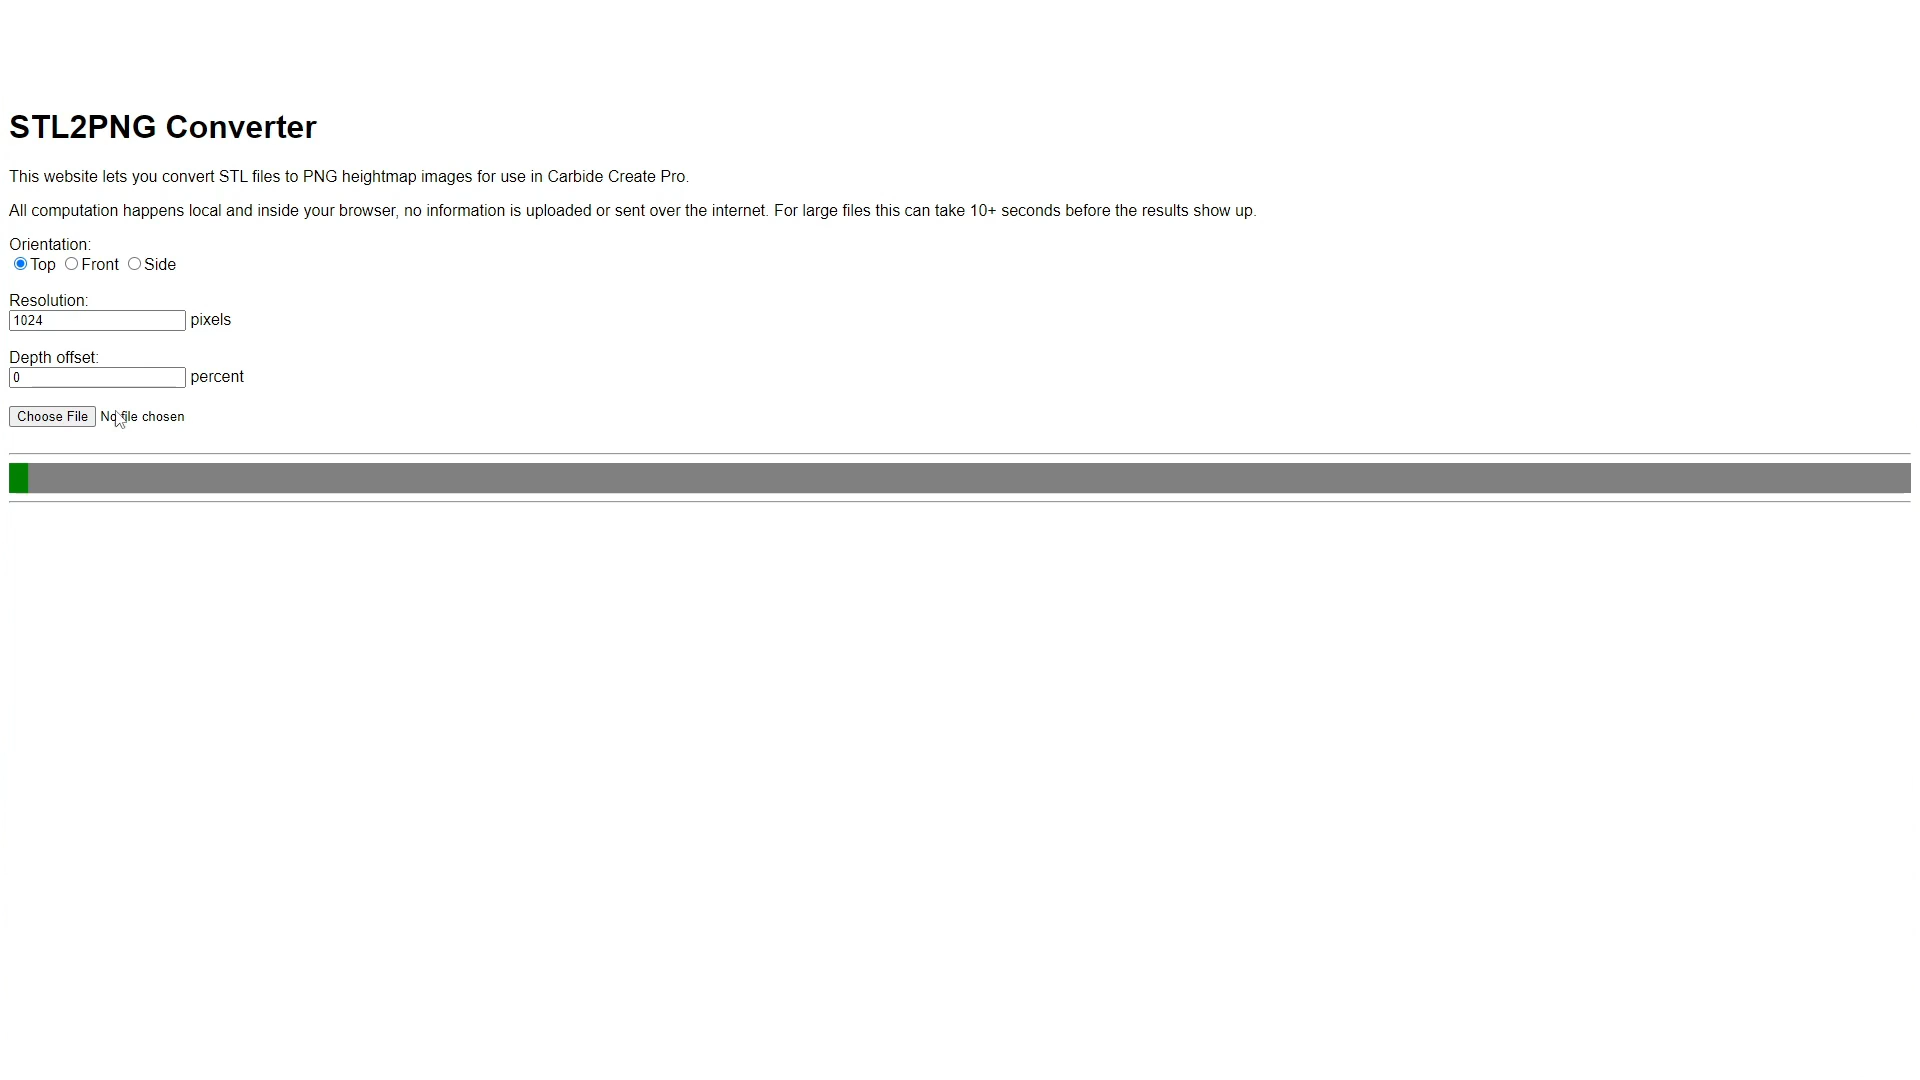 STL2PNG Converter
This website lets you convert STL files to PNG heightmap images for use in Carbide Create Pro.
All computation happens local and inside your browser, no information is uploaded or sent over the internet. For large files this can take 10+ seconds before the results show up.
Orientation:
Top Front Side
Resolution:
1024 pixels
Depth offset:
0 percent
Choose File No file chosen